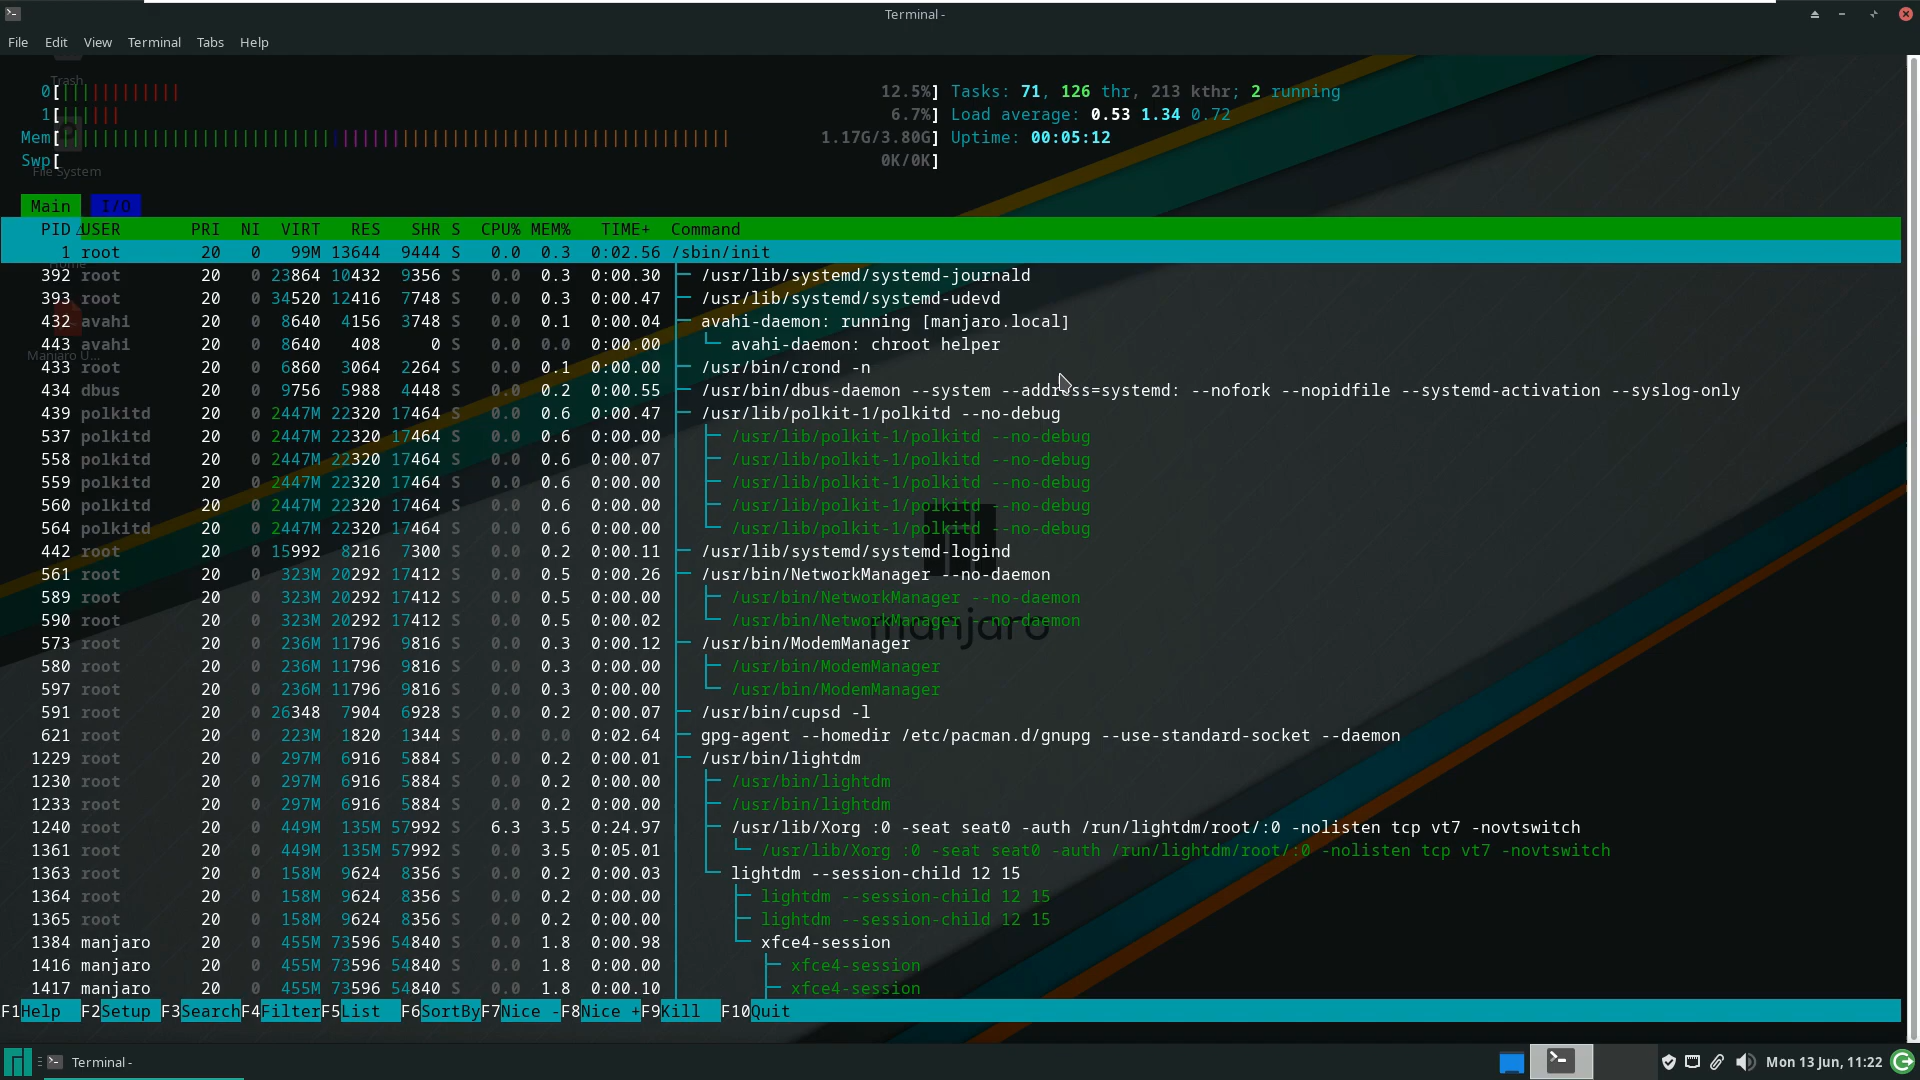 Terminal -
File Edit View Terminal Tabs Help
Trash
0[||||||||||||| 12.5%] Tasks: 71, 126 thr, 213 kthr; 2 running
1[|||||| 6.7%] Load average: 0.53 1.34 0.72
Mem[ 1.17G/3.80G] Uptime: 00:05:12
Swp[ 0K/0K]
File System
Main I/O
PID△USER PRI NI VIRT RES SHR S CPU% MEM% TIME+ Command
1 root 20 0 99M 13644 9444 S 0.0 0.3 0:02.56 /sbin/init
Home
392 root 20 0 23864 10432 9356 S 0.0 0.3 0:00.30 ├─ /usr/lib/systemd/systemd-journald
393 root 20 0 34520 12416 7748 S 0.0 0.3 0:00.47 ├─ /usr/lib/systemd/systemd-udevd
432 avahi 20 0 8640 4156 3748 S 0.0 0.1 0:00.04 ├─ avahi-daemon: running [manjaro.local]
443 avahi 20 0 8640 408 0 S 0.0 0.0 0:00.00 │ └─ avahi-daemon: chroot helper
Manjaro U...
433 root 20 0 6860 3064 2264 S 0.0 0.1 0:00.00 ├─ /usr/bin/crond -n
434 dbus 20 0 9756 5988 4448 S 0.0 0.2 0:00.55 ├─ /usr/bin/dbus-daemon --system --address=systemd: --nofork --nopidfile --systemd-activation --syslog-only
439 polkitd 20 0 2447M 22320 17464 S 0.0 0.6 0:00.47 ├─ /usr/lib/polkit-1/polkitd --no-debug
537 polkitd 20 0 2447M 22320 17464 S 0.0 0.6 0:00.00 │ ├─ /usr/lib/polkit-1/polkitd --no-debug
558 polkitd 20 0 2447M 22320 17464 S 0.0 0.6 0:00.07 │ ├─ /usr/lib/polkit-1/polkitd --no-debug
559 polkitd 20 0 2447M 22320 17464 S 0.0 0.6 0:00.00 │ ├─ /usr/lib/polkit-1/polkitd --no-debug
560 polkitd 20 0 2447M 22320 17464 S 0.0 0.6 0:00.00 │ ├─ /usr/lib/polkit-1/polkitd --no-debug
564 polkitd 20 0 2447M 22320 17464 S 0.0 0.6 0:00.00 │ └─ /usr/lib/polkit-1/polkitd --no-debug
442 root 20 0 15992 8216 7300 S 0.0 0.2 0:00.11 ├─ /usr/lib/systemd/systemd-logind
561 root 20 0 323M 20292 17412 S 0.0 0.5 0:00.26 ├─ /usr/bin/NetworkManager --no-daemon
589 root 20 0 323M 20292 17412 S 0.0 0.5 0:00.00 │ ├─ /usr/bin/NetworkManager --no-daemon
590 root 20 0 323M 20292 17412 S 0.0 0.5 0:00.02 │ └─ /usr/bin/NetworkManager --no-daemon
manjaro
573 root 20 0 236M 11796 9816 S 0.0 0.3 0:00.12 ├─ /usr/bin/ModemManager
580 root 20 0 236M 11796 9816 S 0.0 0.3 0:00.00 │ ├─ /usr/bin/ModemManager
597 root 20 0 236M 11796 9816 S 0.0 0.3 0:00.00 │ └─ /usr/bin/ModemManager
591 root 20 0 26348 7904 6928 S 0.0 0.2 0:00.07 ├─ /usr/bin/cupsd -l
621 root 20 0 223M 1820 1344 S 0.0 0.0 0:02.64 ├─ gpg-agent --homedir /etc/pacman.d/gnupg --use-standard-socket --daemon
1229 root 20 0 297M 6916 5884 S 0.0 0.2 0:00.01 ├─ /usr/bin/lightdm
1230 root 20 0 297M 6916 5884 S 0.0 0.2 0:00.00 │ ├─ /usr/bin/lightdm
1233 root 20 0 297M 6916 5884 S 0.0 0.2 0:00.00 │ ├─ /usr/bin/lightdm
1240 root 20 0 449M 135M 57992 S 6.3 3.5 0:24.97 │ ├─ /usr/lib/Xorg :0 -seat seat0 -auth /run/lightdm/root/:0 -nolisten tcp vt7 -novtswitch
1361 root 20 0 449M 135M 57992 S 0.0 3.5 0:05.01 │ │ └─ /usr/lib/Xorg :0 -seat seat0 -auth /run/lightdm/root/:0 -nolisten tcp vt7 -novtswitch
1363 root 20 0 158M 9624 8356 S 0.0 0.2 0:00.03 │ └─ lightdm --session-child 12 15
1364 root 20 0 158M 9624 8356 S 0.0 0.2 0:00.00 │ ├─ lightdm --session-child 12 15
1365 root 20 0 158M 9624 8356 S 0.0 0.2 0:00.00 │ ├─ lightdm --session-child 12 15
1384 manjaro 20 0 455M 73596 54840 S 0.0 1.8 0:00.98 │ └─ xfce4-session
1416 manjaro 20 0 455M 73596 54840 S 0.0 1.8 0:00.00 │ ├─ xfce4-session
1417 manjaro 20 0 455M 73596 54840 S 0.0 1.8 0:00.10 │ ├─ xfce4-session
F1Help F2Setup F3SearchF4FilterF5List F6SortByF7Nice -F8Nice +F9Kill F10Quit
Terminal - Mon 13 Jun, 11:22